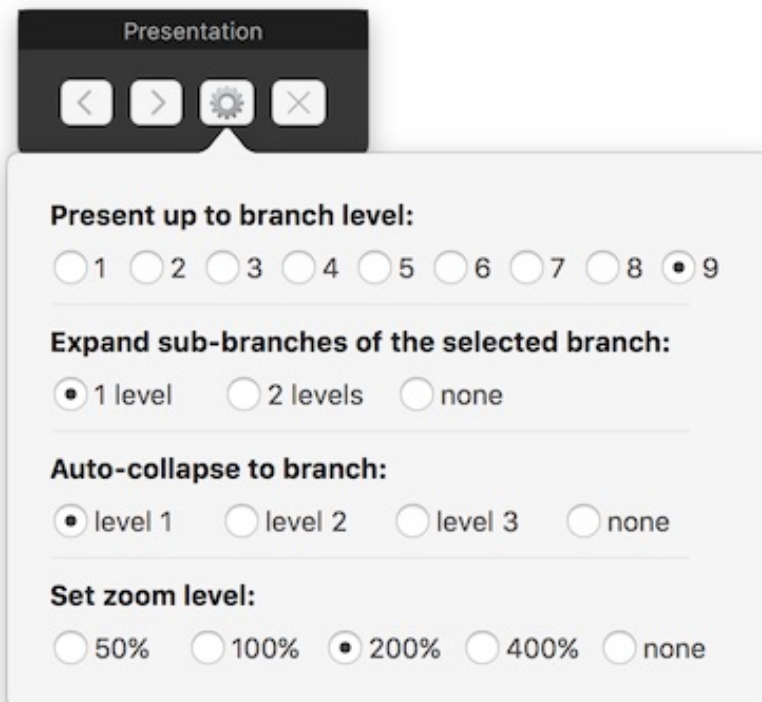 Presentation
Present up to branch level:
1 2 3 4 5 6 7 8 9
Expand sub-branches of the selected branch:
1 level 2 levels none
Auto-collapse to branch:
level 1 level 2 level 3 none
Set zoom level:
50% 100% 200% 400% none